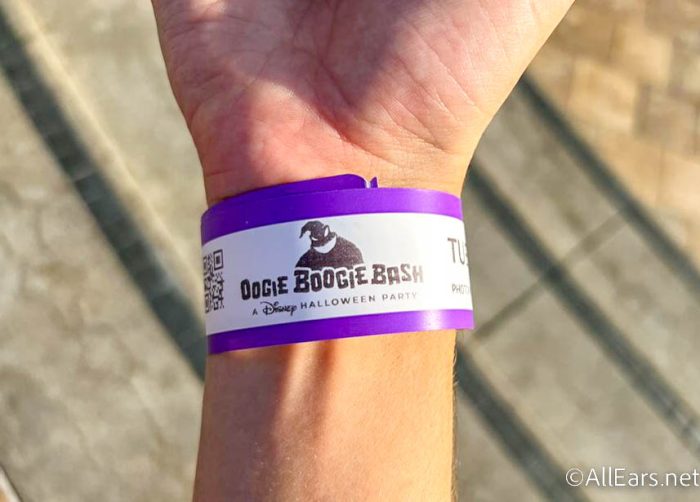 OOGIE BOOGIE BASH
A Disney HALLOWEEN PARTY
©AllEars.net